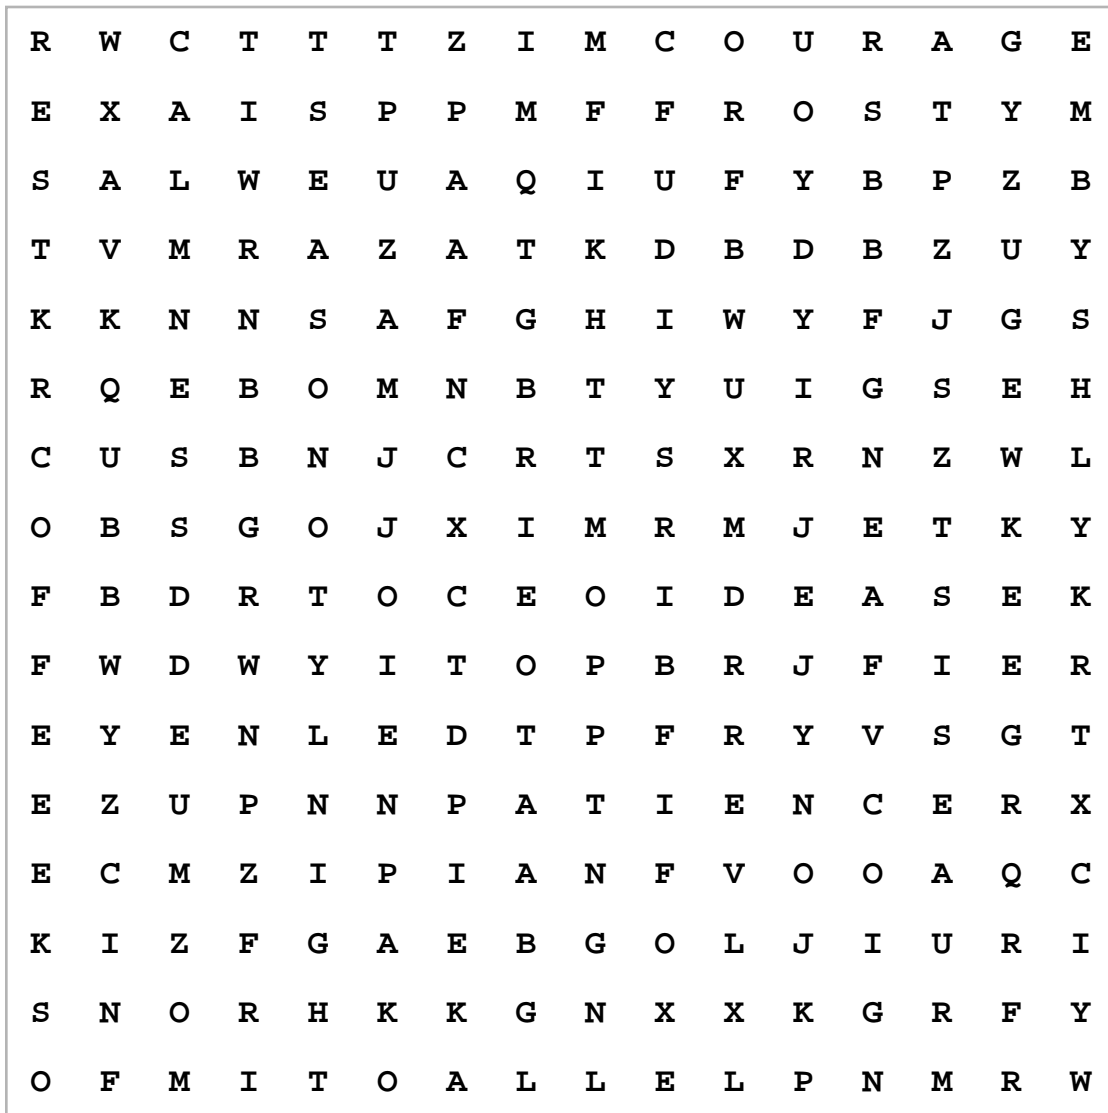 R W C T T T Z I M C O U R A G E
E X A I S P P M F F R O S T Y M
S A L W E U A Q I U F Y B P Z B
T V M R A Z A T K D B D B Z U Y
K K N N S A F G H I W Y F J G S
R Q E B O M N B T Y U I G S E H
C U S B N J C R T S X R N Z W L
O B S G O J X I M R M J E T K Y
F B D R T O C E O I D E A S E K
F W D W Y I T O P B R J F I E R
E Y E N L E D T P F R Y V S G T
E Z U P N N P A T I E N C E R X
E C M Z I P I A N F V O O A Q C
K I Z F G A E B G O L J I U R I
S N O R H K K G N X X K G R F Y
O F M I T O A L L E L P N M R W